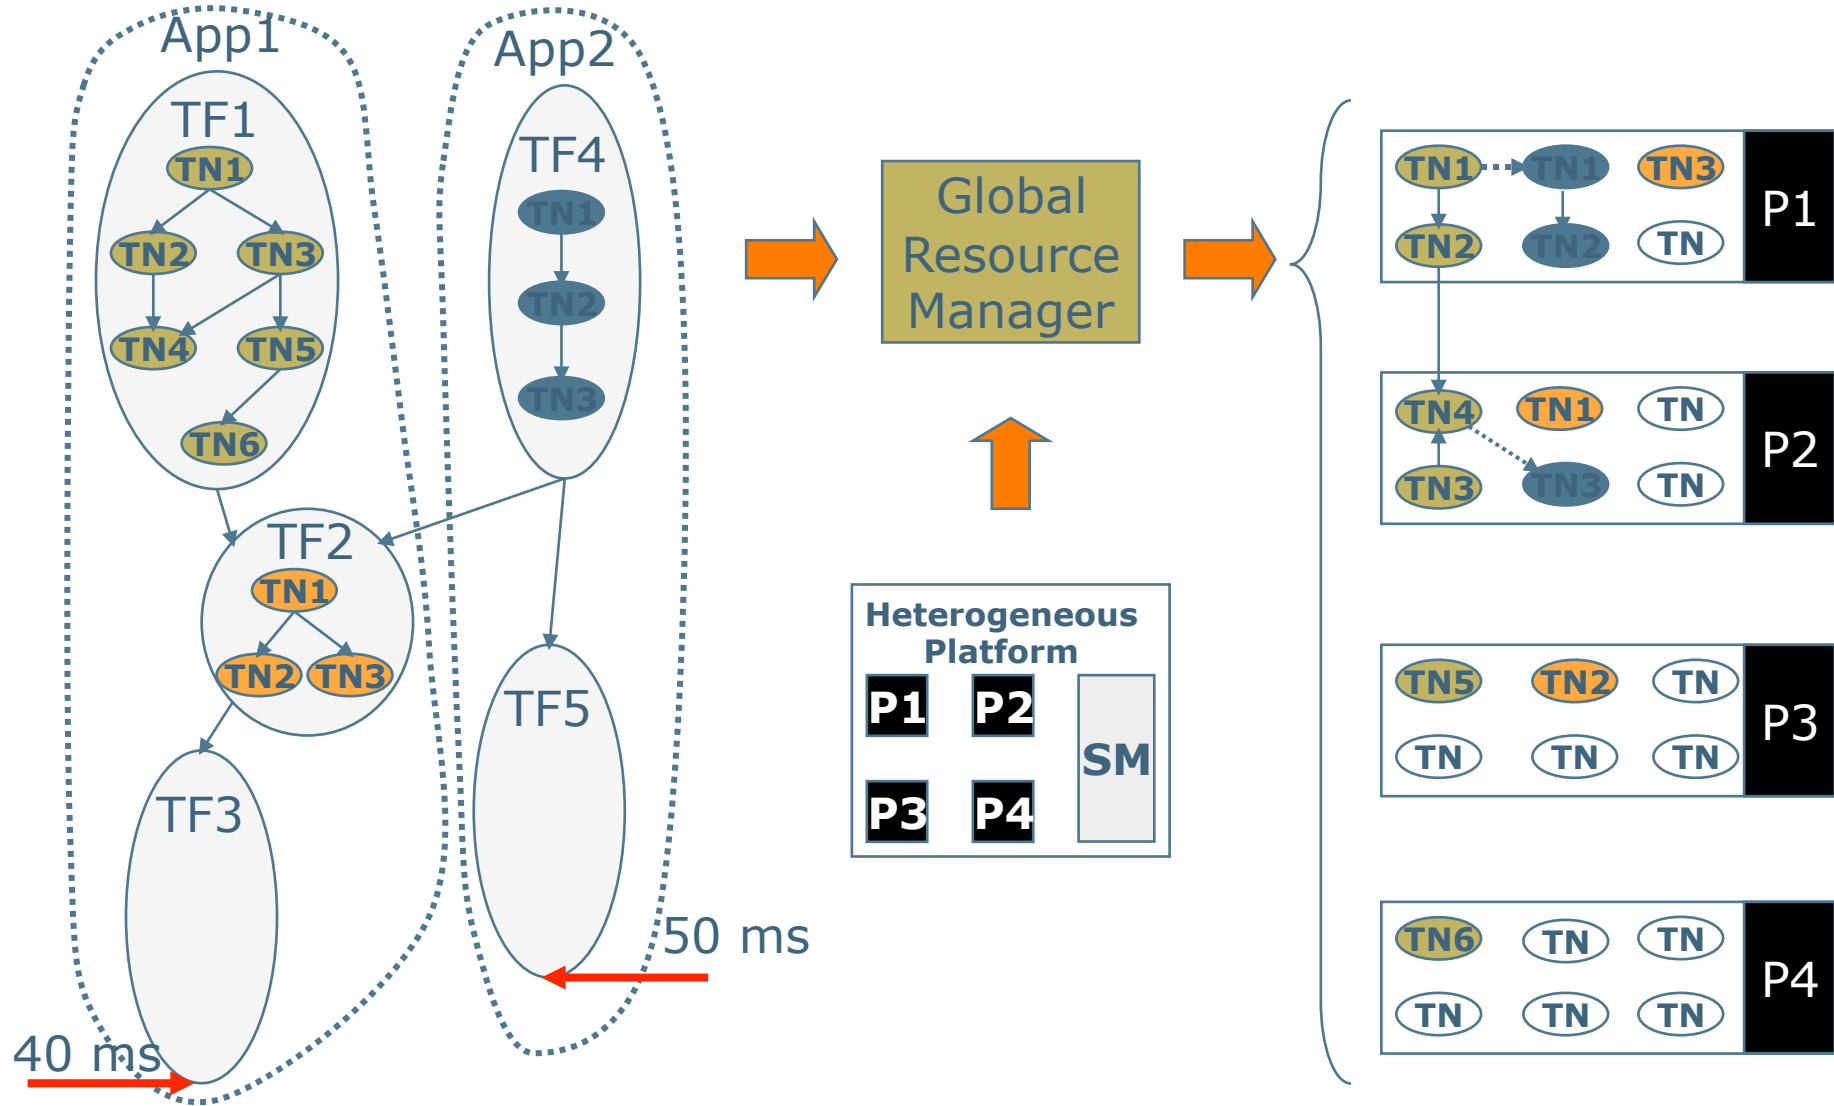 App1
TF1
TN1
TN2 TN3
TN4 TN5
TN6
TF2
TN1
TN2 TN3
TF3
40 ms
App2
TF4
TN1
TN2
TN3
TF5
50 ms
Global
Resource
Manager
Heterogeneous
Platform
P1 P2
SM
P3 P4
TN1 TN1 TN3
P1
TN2 TN2 TN
TN4 TN1 TN
P2
TN3 TN3 TN
TN5 TN2 TN
P3
TN TN TN
TN6 TN TN
P4
TN TN TN